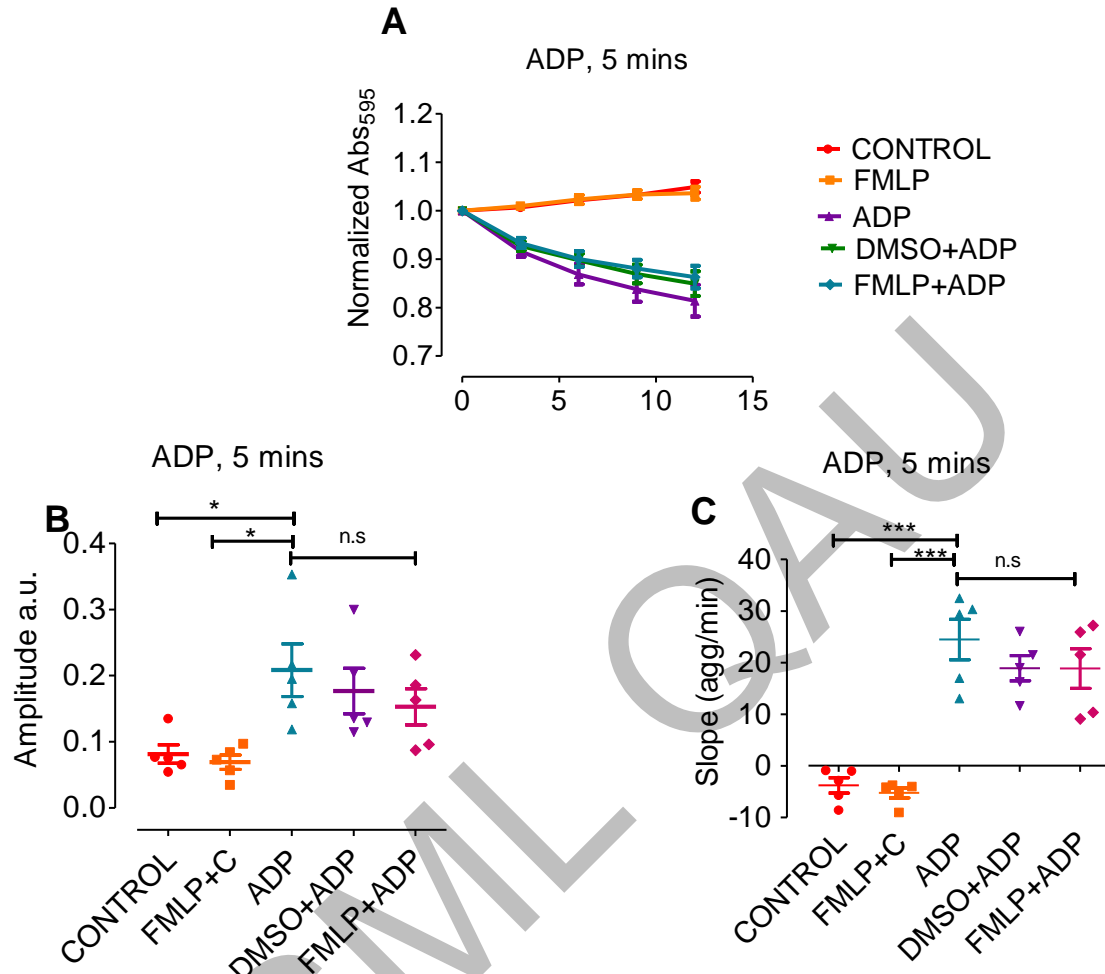 A
ADP, 5 mins
Normalized Abs595
1.2
1.1
1.0
0.9
0.8
0.7
0
5
10
15
CONTROL
FMLP
ADP
DMSO+ADP
FMLP+ADP
B
ADP, 5 mins
*
*
n.s
Amplitude a.u.
0.4
0.3
0.2
0.1
0.0
CONTROL
FMLP+C
ADP
DMSO+ADP
FMLP+ADP
C
ADP, 5 mins
***
***
n.s
Slope (agg/min)
40
30
20
10
0
-10
CONTROL
FMLP+C
ADP
DMSO+ADP
FMLP+ADP
QAU